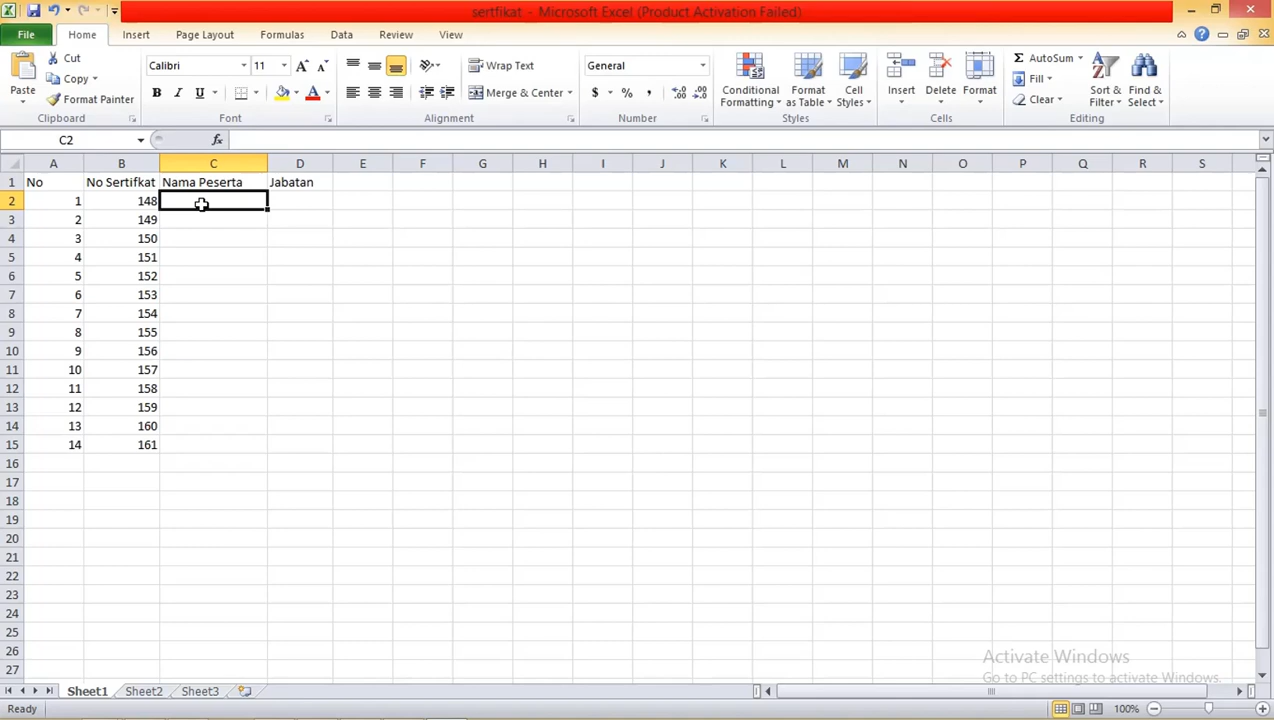 sertfikat - Microsoft Excel (Product Activation Failed)
File Home Insert Page Layout Formulas Data Review View
Cut
Copy
Format Painter
Paste
Clipboard
Calibri 11
B I U
Font
Wrap Text
Merge & Center
Alignment
General
$ % ,
Number
Conditional Formatting
Format as Table
Cell Styles
Styles
Insert Delete Format
Cells
AutoSum
Fill
Clear
Sort & Filter
Find & Select
Editing
C2 fx
A B C D E F G H I J K L M N O P Q R S
1 No No Sertifkat Nama Peserta Jabatan
2 1 148
3 2 149
4 3 150
5 4 151
6 5 152
7 6 153
8 7 154
9 8 155
10 9 156
11 10 157
12 11 158
13 12 159
14 13 160
15 14 161
16
17
18
19
20
21
22
23
24
25
26
27
Activate Windows
Go to PC settings to activate Windows.
Sheet1 Sheet2 Sheet3
Ready 100%